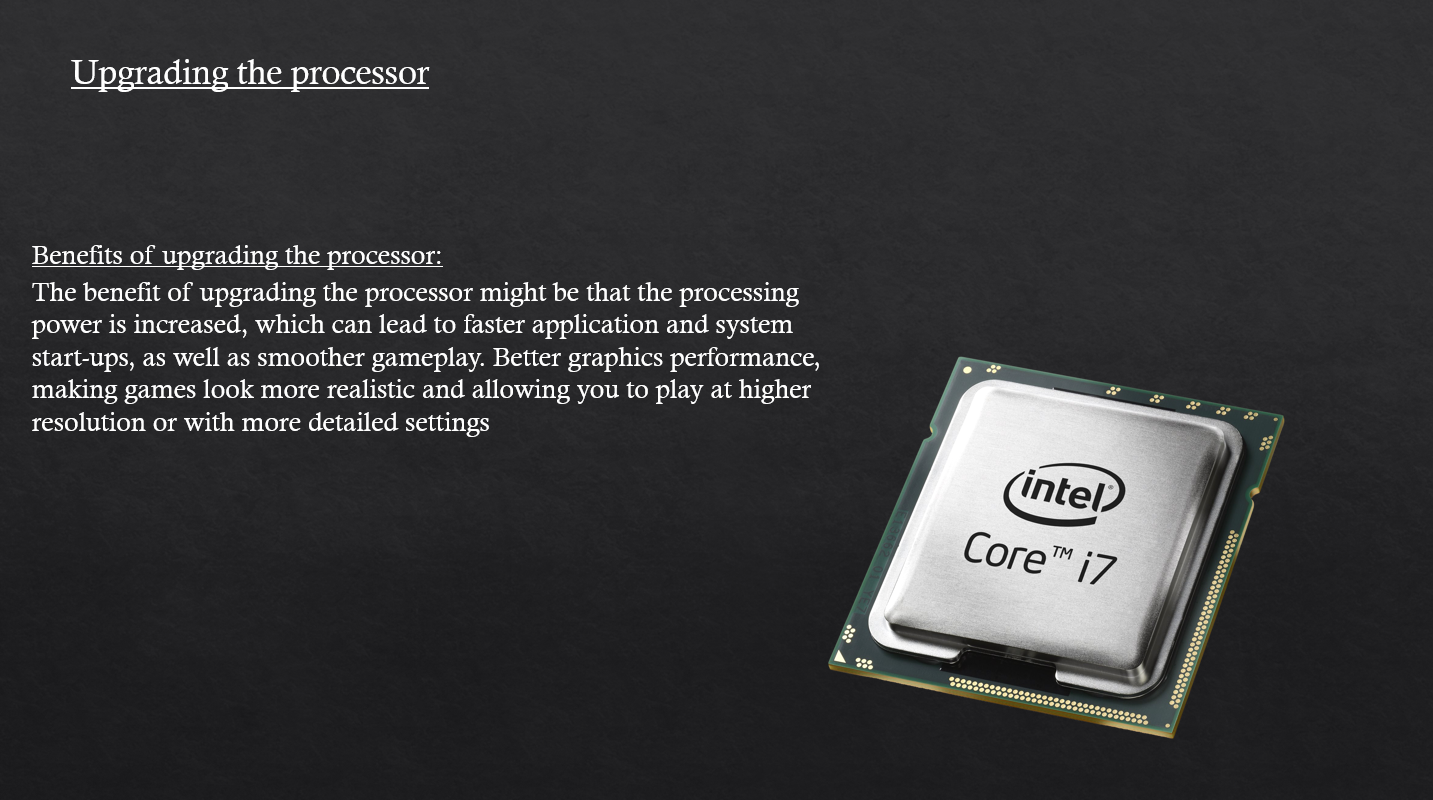 Upgrading the processor
Benefits of upgrading the processor:
The benefit of upgrading the processor might be that the processing
power is increased, which can lead to faster application and system
start-ups, as well as smoother gameplay. Better graphics performance,
making games look more realistic and allowing you to play at higher
resolution or with more detailed settings
intel®
Core™ i7